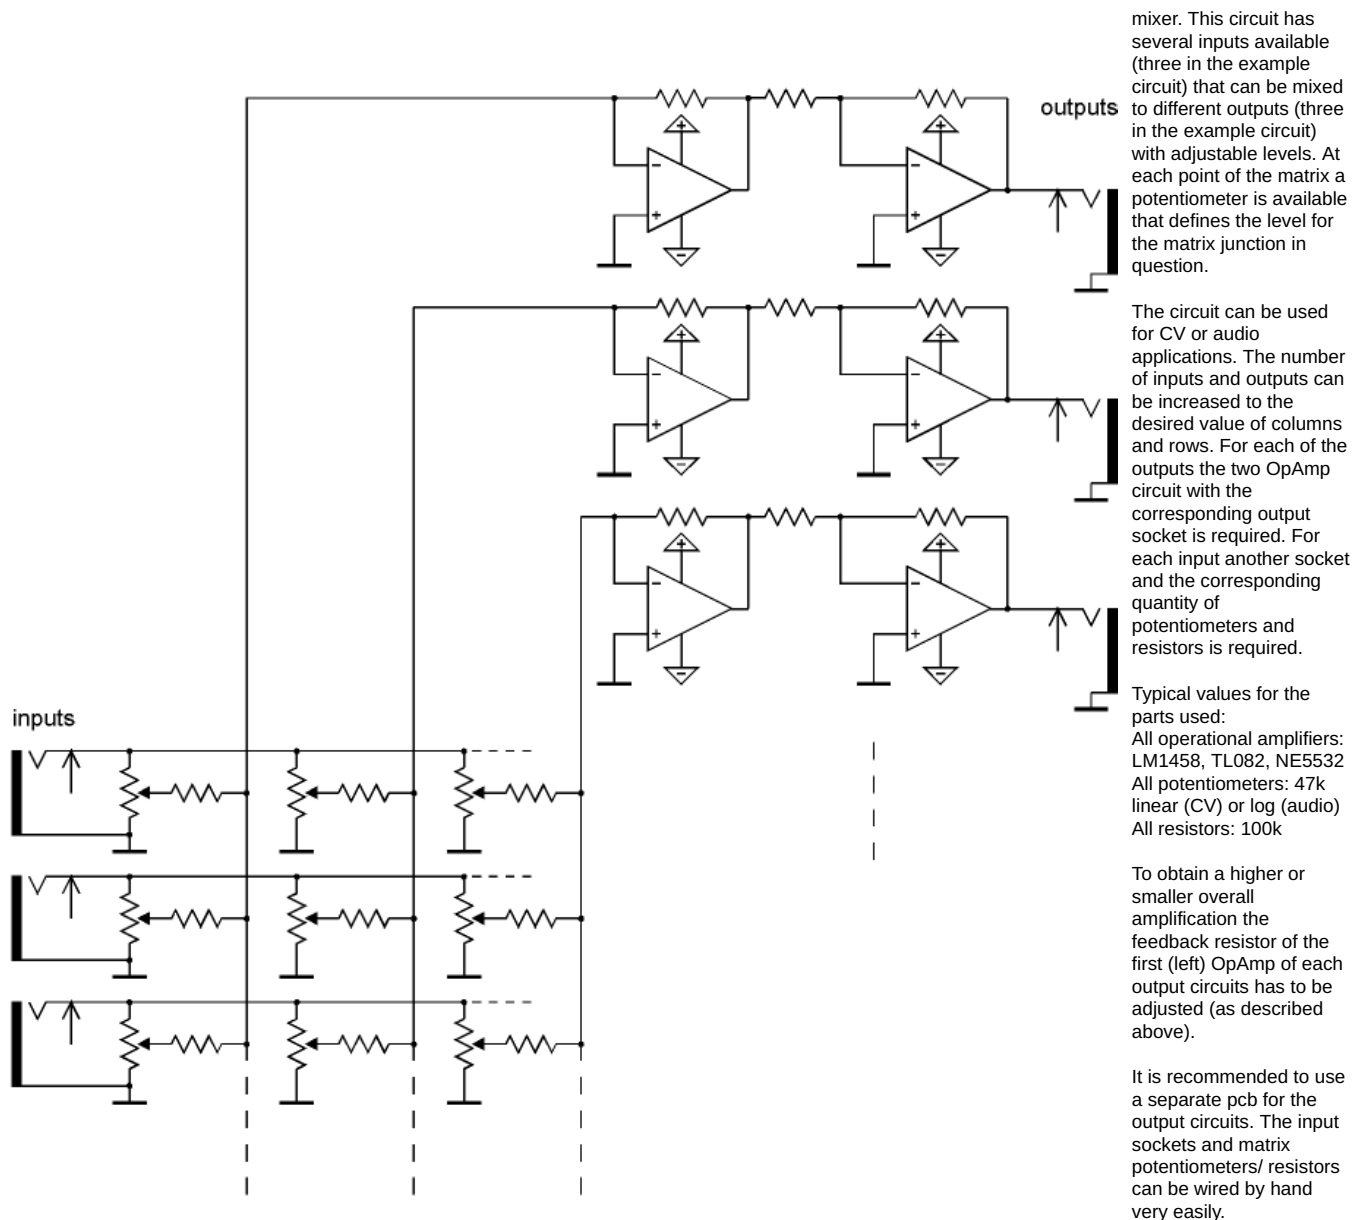 mixer. This circuit has
several inputs available
(three in the example
circuit) that can be mixed
to different outputs (three
in the example circuit)
with adjustable levels. At
each point of the matrix a
potentiometer is available
that defines the level for
the matrix junction in
question.
The circuit can be used
for CV or audio
applications. The number
of inputs and outputs can
be increased to the
desired value of columns
and rows. For each of the
outputs the two OpAmp
circuit with the
corresponding output
socket is required. For
each input another socket
and the corresponding
quantity of
potentiometers and
resistors is required.
Typical values for the
parts used:
All operational amplifiers:
LM1458, TL082, NE5532
All potentiometers: 47k
linear (CV) or log (audio)
All resistors: 100k
To obtain a higher or
smaller overall
amplification the
feedback resistor of the
first (left) OpAmp of each
output circuits has to be
adjusted (as described
above).
It is recommended to use
a separate pcb for the
output circuits. The input
sockets and matrix
potentiometers/ resistors
can be wired by hand
very easily.
outputs
inputs